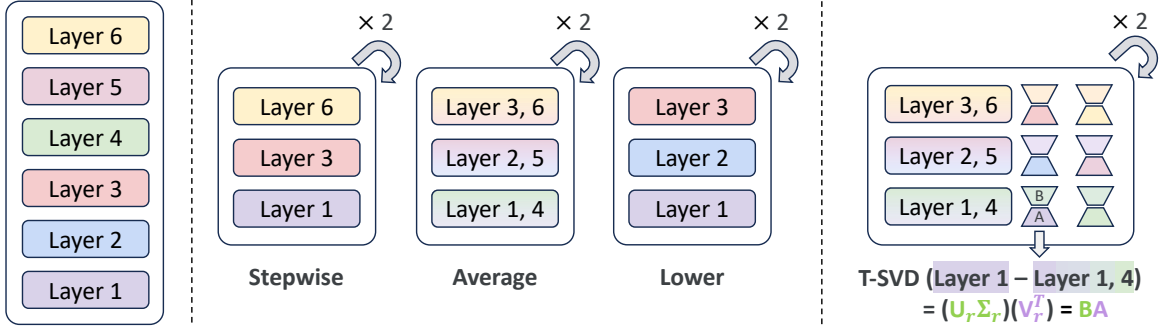 Layer 6
Layer 5
Layer 4
Layer 3
Layer 2
Layer 1
× 2
Layer 6
Layer 3
Layer 1
Stepwise
× 2
Layer 3, 6
Layer 2, 5
Layer 1, 4
Average
× 2
Layer 3
Layer 2
Layer 1
Lower
× 2
Layer 3, 6
Layer 2, 5
Layer 1, 4
B
A
T-SVD (Layer 1 – Layer 1, 4)
= (UᵣΣᵣ)(Vᵣᵀ) = BA